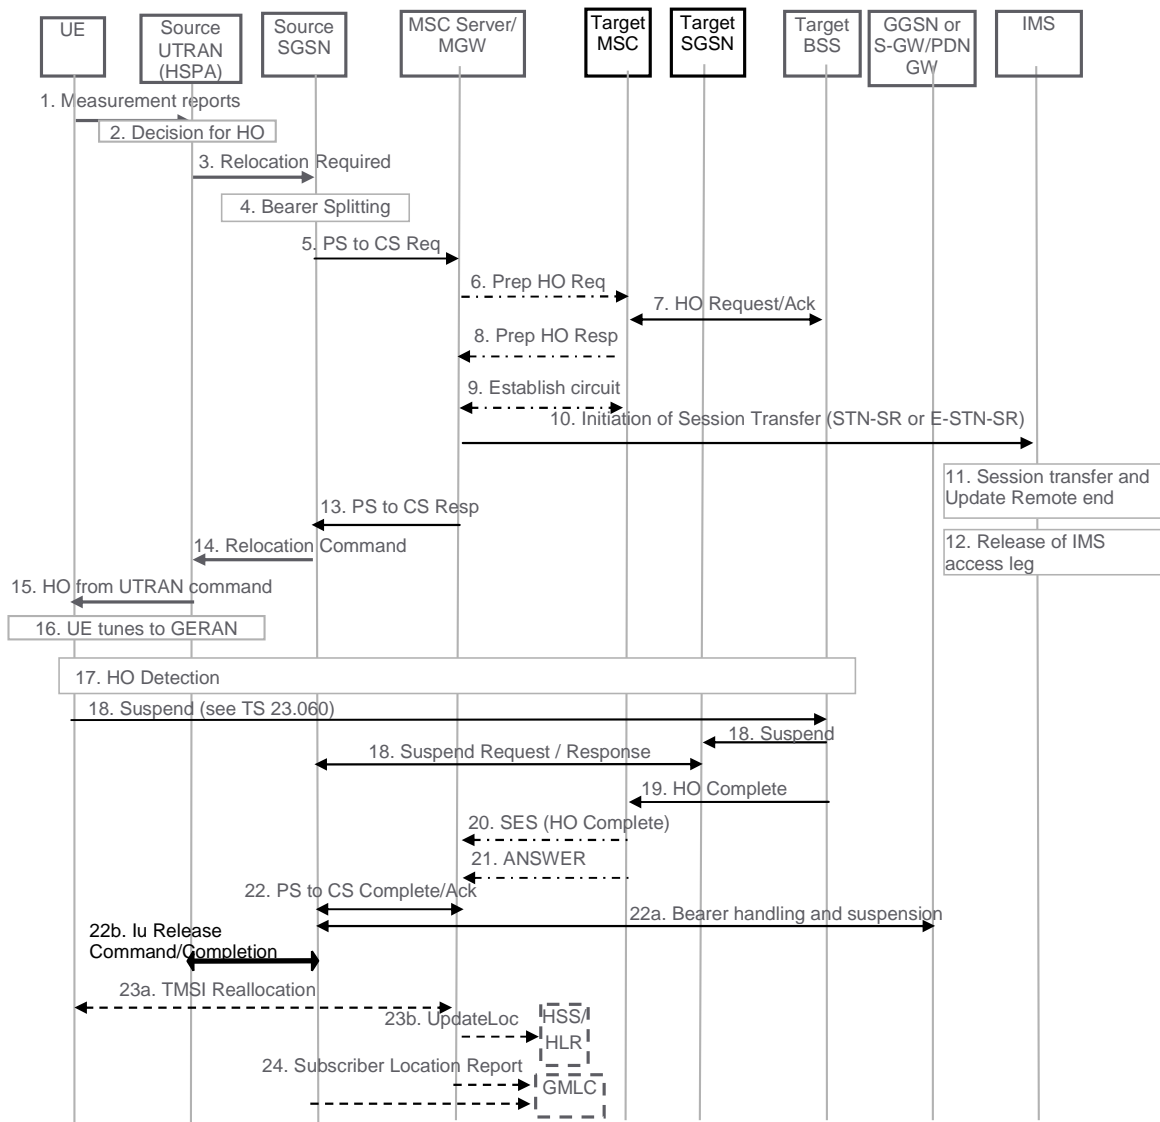 UE
Source
UTRAN
(HSPA)
Source
SGSN
MSC Server/
MGW
Target
MSC
Target
SGSN
Target
BSS
GGSN or
S-GW/PDN
GW
IMS
1. Measurement reports
2. Decision for HO
3. Relocation Required
4. Bearer Splitting
5. PS to CS Req
6. Prep HO Req
7. HO Request/Ack
8. Prep HO Resp
9. Establish circuit
10. Initiation of Session Transfer (STN-SR or E-STN-SR)
11. Session transfer and
Update Remote end
12. Release of IMS
access leg
13. PS to CS Resp
14. Relocation Command
15. HO from UTRAN command
16. UE tunes to GERAN
17. HO Detection
18. Suspend (see TS 23.060)
18. Suspend
18. Suspend Request / Response
19. HO Complete
20. SES (HO Complete)
21. ANSWER
22. PS to CS Complete/Ack
22a. Bearer handling and suspension
22b. Iu Release
Command/Completion
23a. TMSI Reallocation
23b. UpdateLoc
HSS/
HLR
24. Subscriber Location Report
GMLC